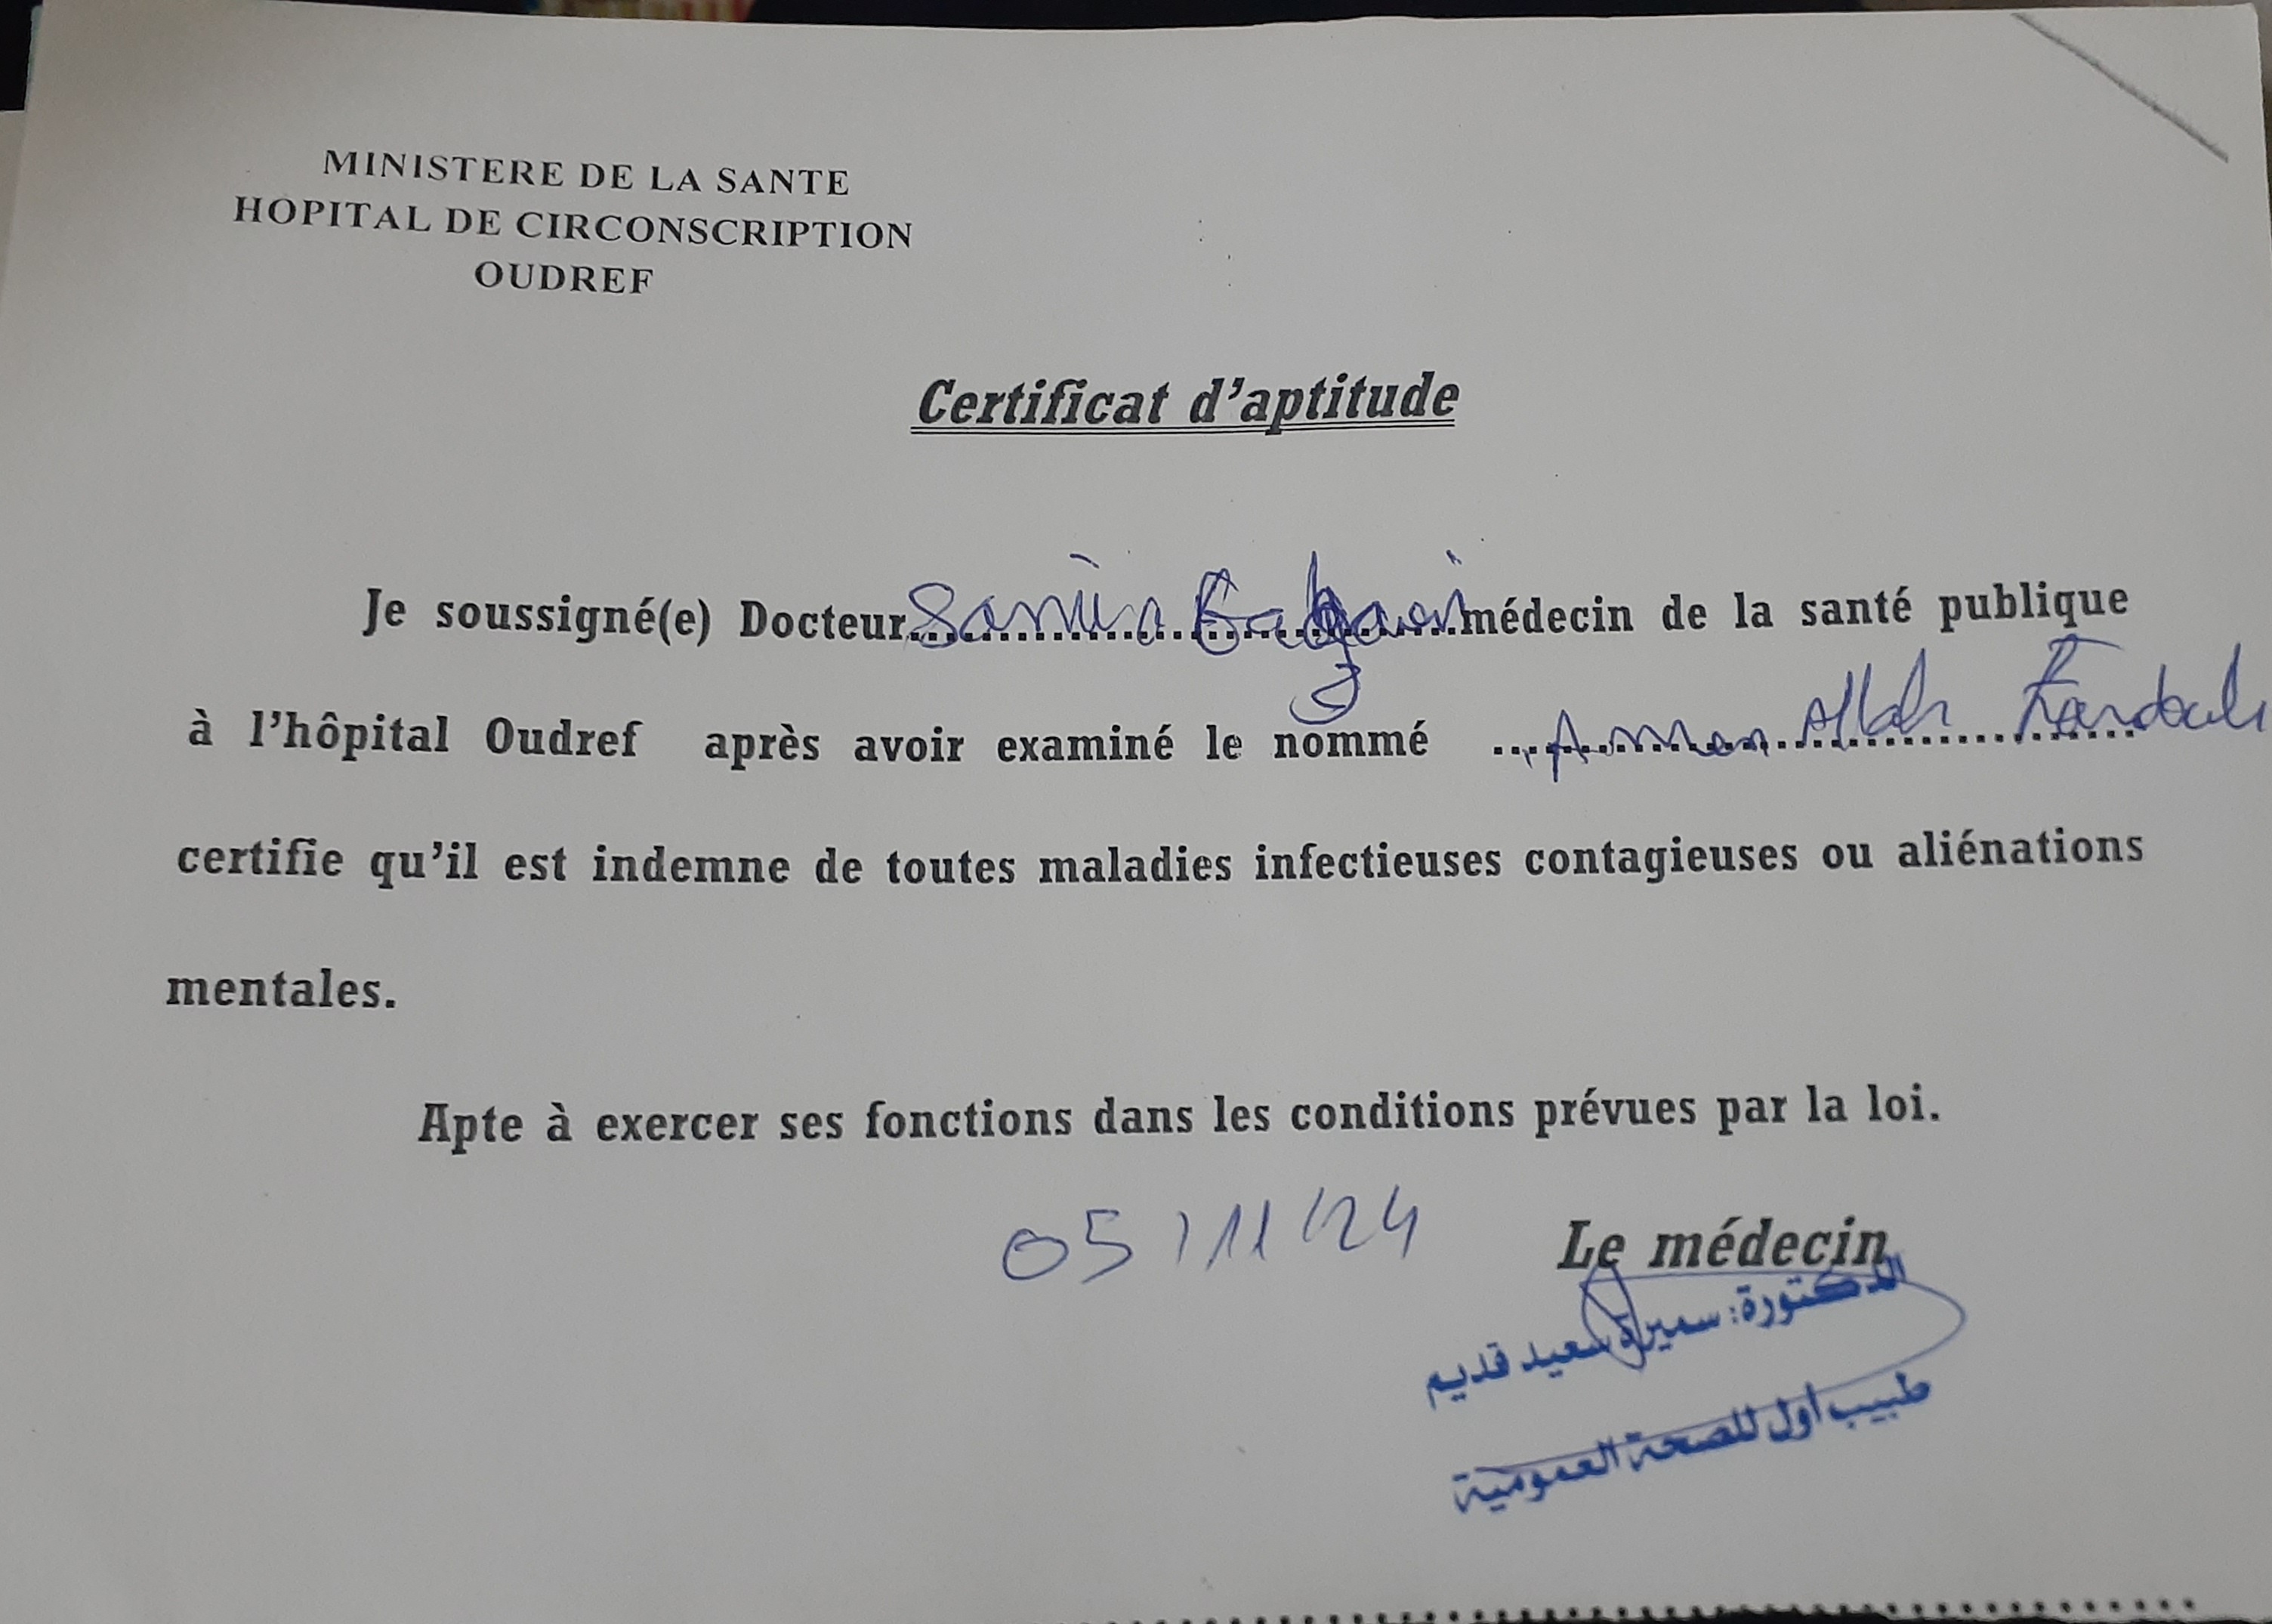 MINISTERE DE LA SANTE
HOPITAL DE CIRCONSCRIPTION
OUDREF
Certificat d'aptitude
Je soussigné(e) Docteur Samira médecin de la santé publique
à l'hôpital Oudref après avoir examiné le nommé Allah
certifie qu'il est indemne de toutes maladies infectieuses contagieuses ou aliénations
mentales.
Apte à exercer ses fonctions dans les conditions prévues par la loi.
05/11/24
Le médecin
الدكتورة: سميرة سعيد قديم
طبيب أول للصحة العمومية